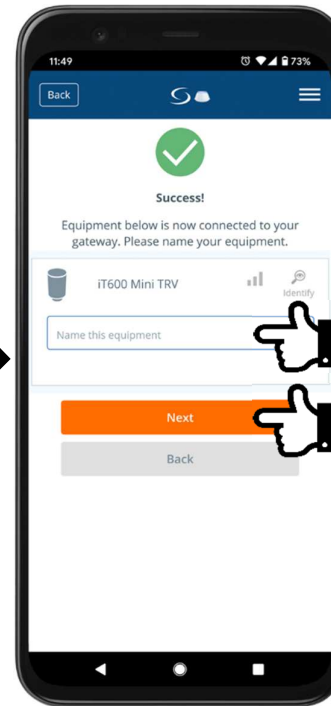 11:49
73%
Back
Success!
Equipment below is now connected to your
gateway. Please name your equipment.
iT600 Mini TRV
Identify
Name this equipment
Next
Back